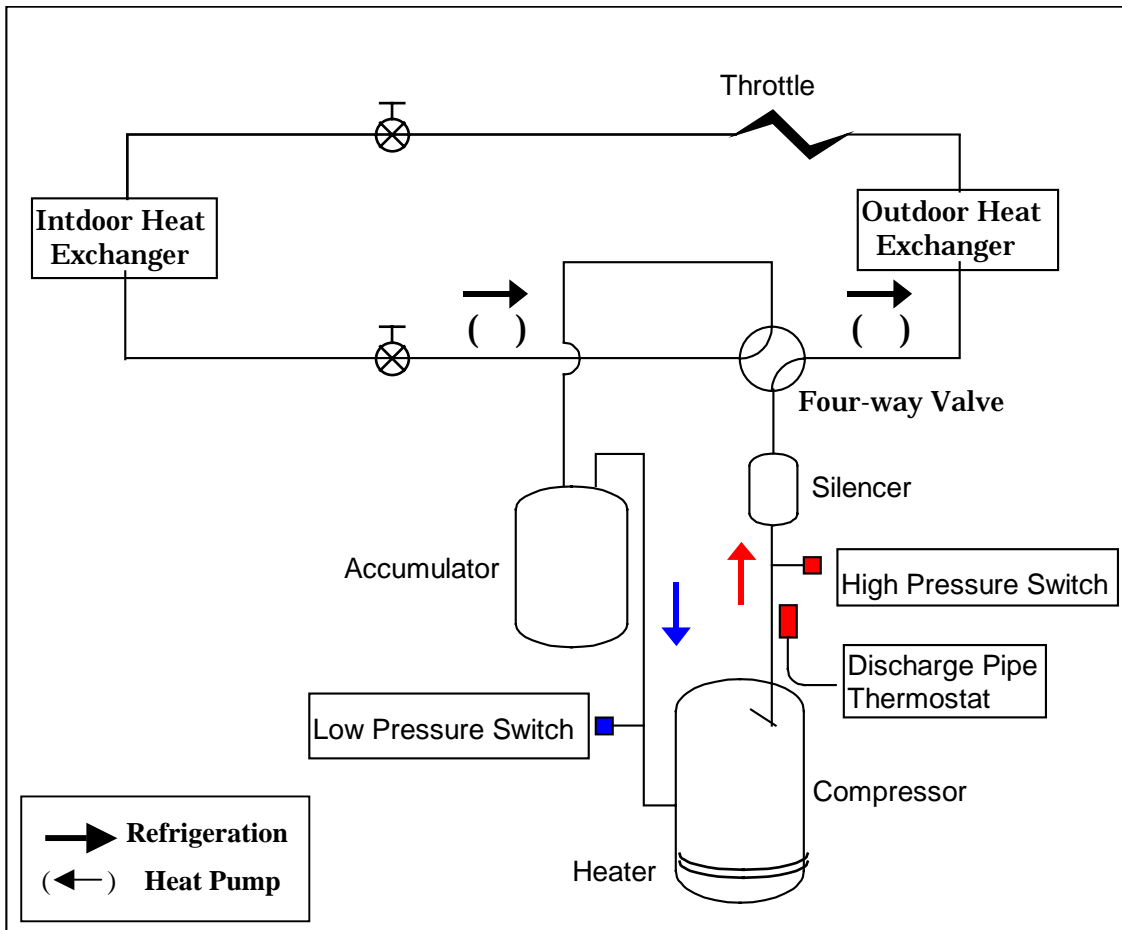 Throttle
Intdoor Heat
Exchanger
Outdoor Heat
Exchanger
( )
( )
Four-way Valve
Silencer
Accumulator
High Pressure Switch
Discharge Pipe
Thermostat
Low Pressure Switch
Compressor
Heater
Refrigeration
( ) Heat Pump